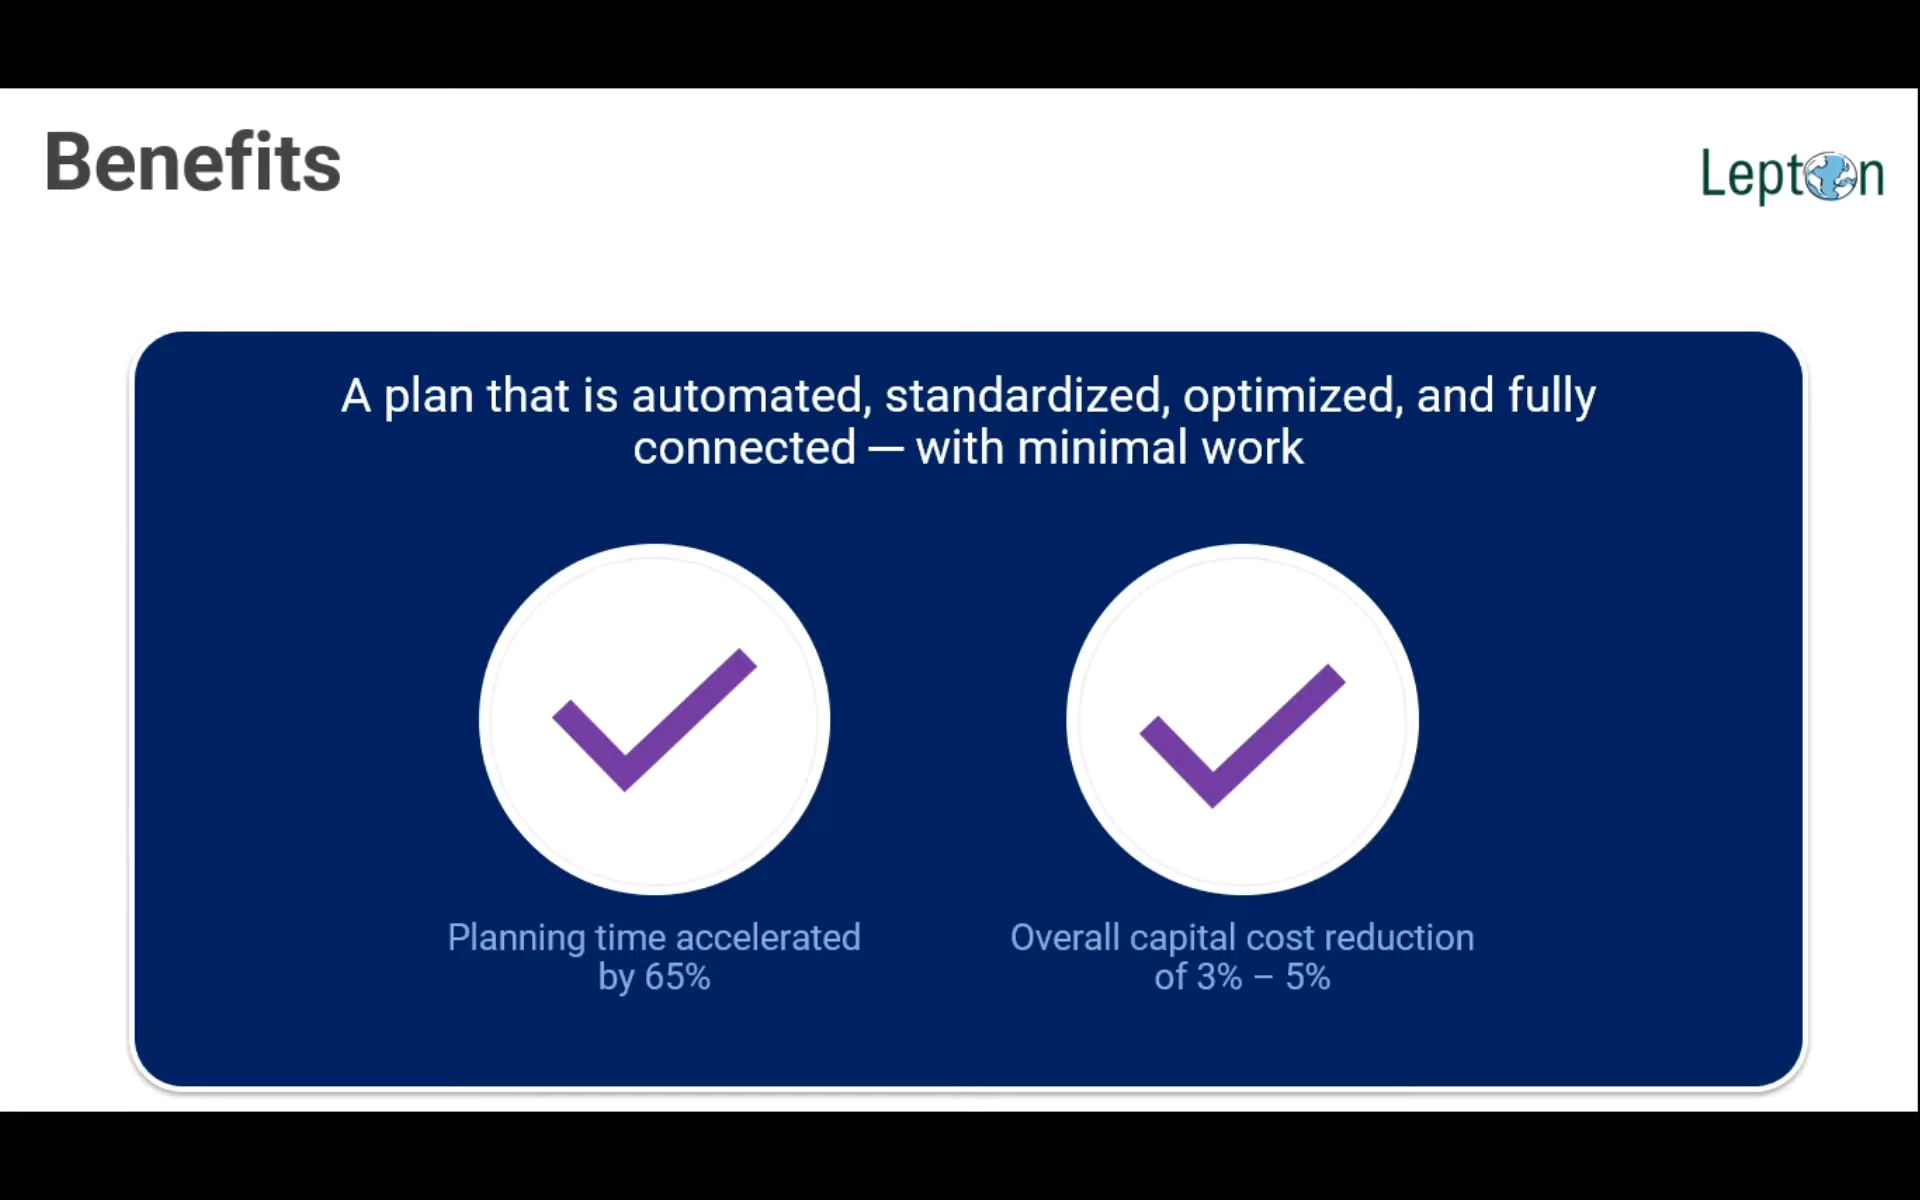 Benefits
Lepton
A plan that is automated, standardized, optimized, and fully
connected — with minimal work
Planning time accelerated
by 65%
Overall capital cost reduction
of 3% – 5%